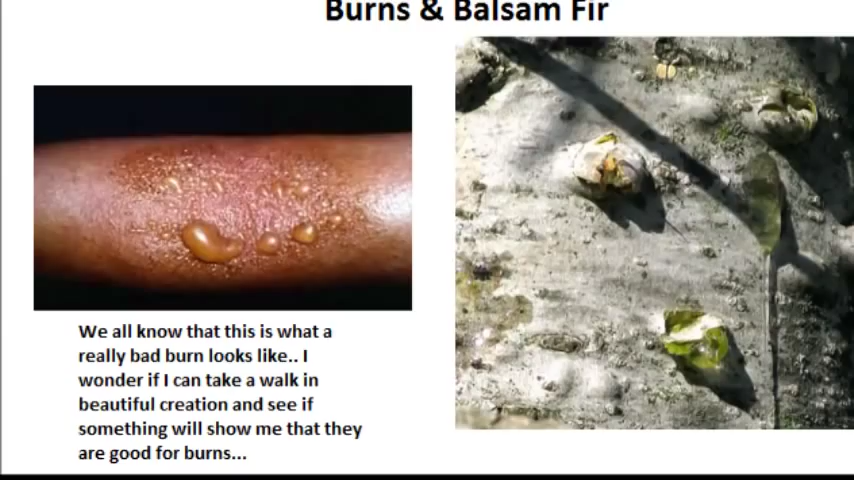 Burns & Balsam Fir
We all know that this is what a
really bad burn looks like.. I
wonder if I can take a walk in
beautiful creation and see if
something will show me that they
are good for burns...